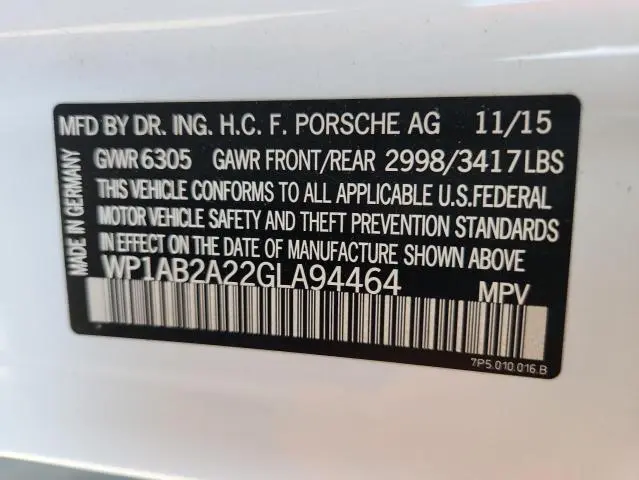 MFD BY DR. ING. H.C. F. PORSCHE AG 11/15
GVWR 6305 GAWR FRONT/REAR 2998/3417LBS
THIS VEHICLE CONFORMS TO ALL APPLICABLE U.S.FEDERAL
MOTOR VEHICLE SAFETY AND THEFT PREVENTION STANDARDS
IN EFFECT ON THE DATE OF MANUFACTURE SHOWN ABOVE
WP1AB2A22GLA94464 MPV
7P5.010.016.B
MADE IN GERMANY